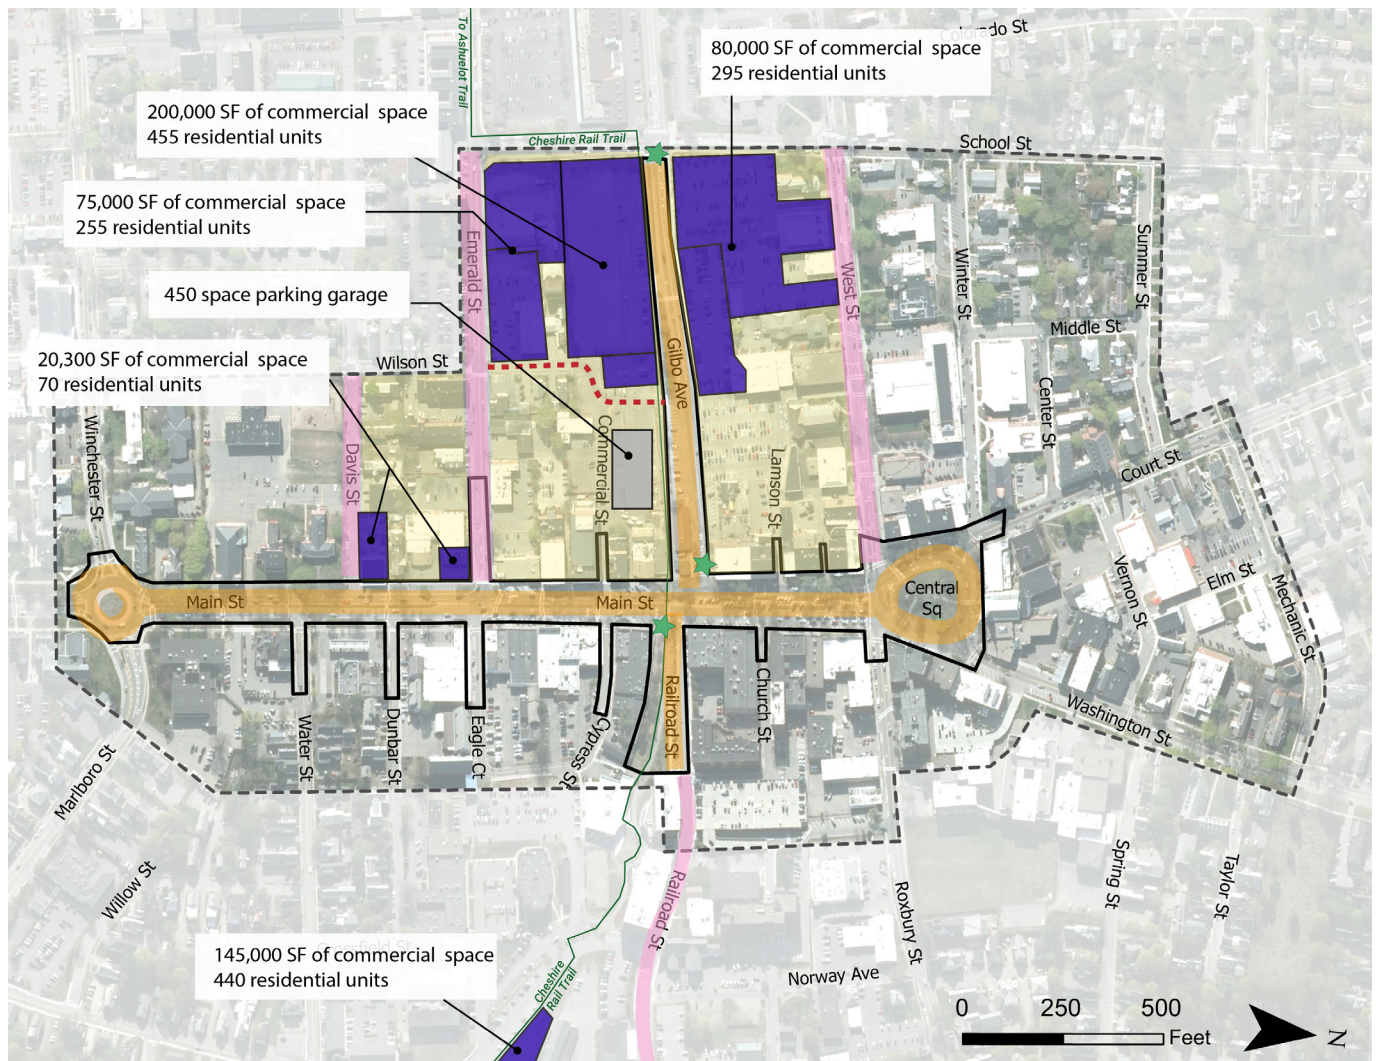 To Ashuelot Trail
Colorado St
80,000 SF of commercial space
295 residential units
200,000 SF of commercial space
455 residential units
Cheshire Rail Trail
School St
75,000 SF of commercial space
255 residential units
Emerald St
West St
Winter St
Summer St
450 space parking garage
Middle St
Gilbo Ave
20,300 SF of commercial space
70 residential units
Wilson St
Center St
Winchester St
Davis St
Commercial St
Lamson St
Court St
Main St
Main St
Central
Sq
Vernon St
Elm St
Mechanic St
Water St
Dunbar St
Eagle Ct
Cypress St
Railroad St
Church St
Washington St
Marlboro St
Willow St
Railroad St
Roxbury St
Spring St
Taylor St
Crossfield St
145,000 SF of commercial space
440 residential units
Cheshire
Rail Trail
Norway Ave
0 250 500
Feet
N